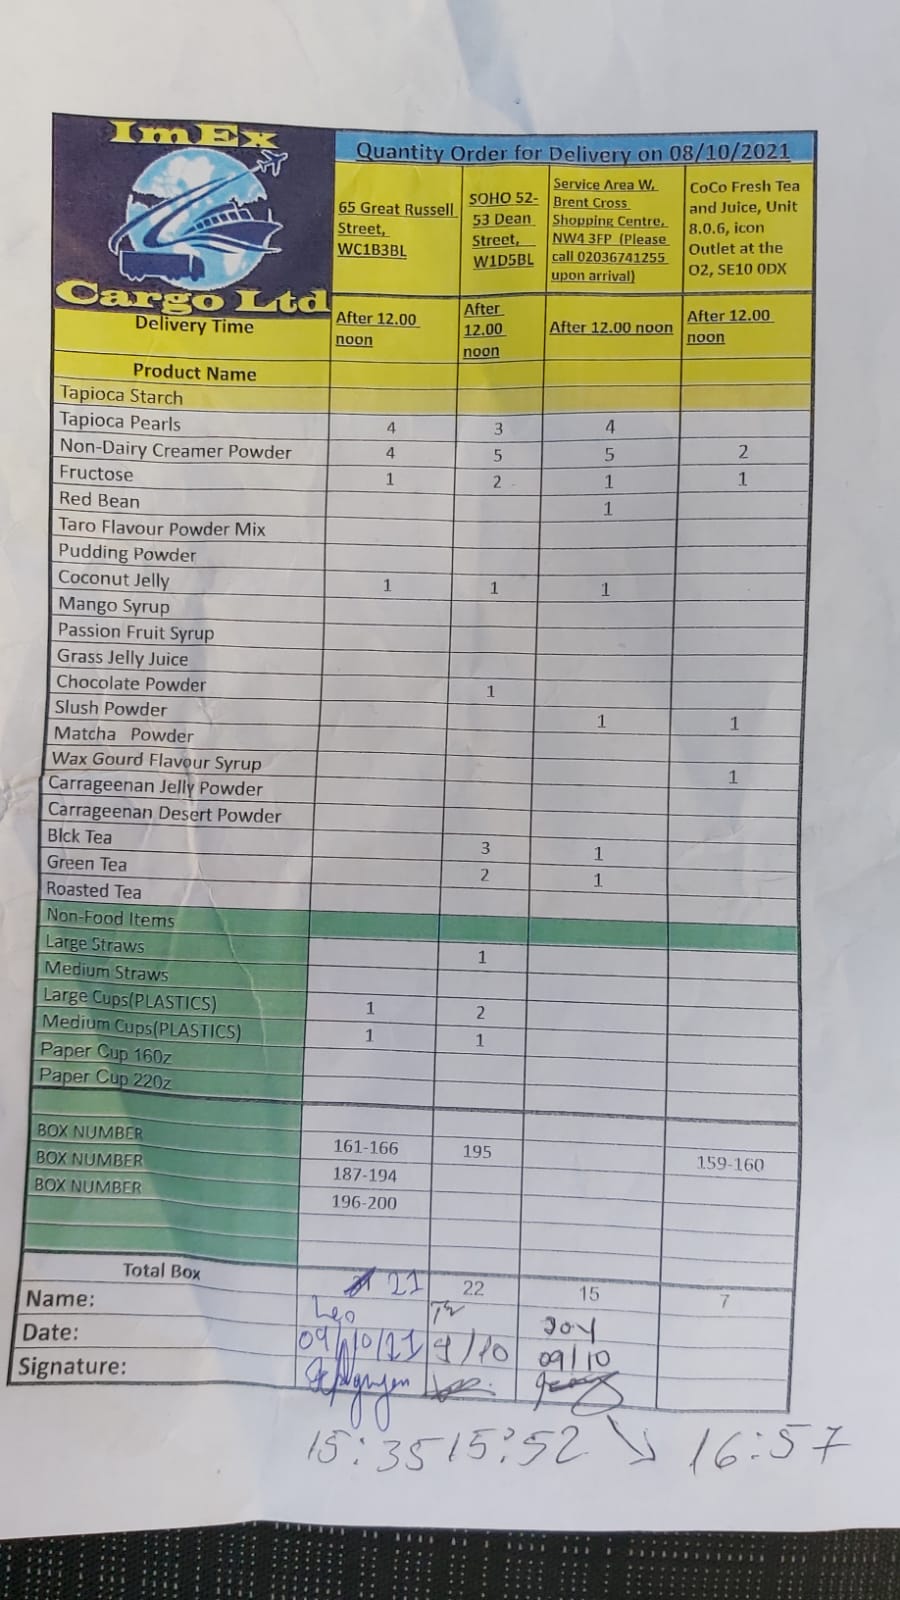 ImEx
Cargo Ltd
Quantity Order for Delivery on 08/10/2021
65 Great Russell Street, WC1B3BL
SOHO 52-53 Dean Street, W1D5BL
Service Area W, Brent Cross Shopping Centre, NW4 3FP (Please call 02036741255 upon arrival)
CoCo Fresh Tea and Juice, Unit 8.0.6, icon Outlet at the O2, SE10 0DX
Delivery Time After 12.00 noon After 12.00 noon After 12.00 noon After 12.00 noon
Product Name
Tapioca Starch
Tapioca Pearls 4 3 4
Non-Dairy Creamer Powder 4 5 5 2
Fructose 1 2 1 1
Red Bean 1
Taro Flavour Powder Mix
Pudding Powder
Coconut Jelly 1 1 1
Mango Syrup
Passion Fruit Syrup
Grass Jelly Juice
Chocolate Powder 1
Slush Powder 1 1
Matcha Powder
Wax Gourd Flavour Syrup 1
Carrageenan Jelly Powder
Carrageenan Desert Powder
Blck Tea 3 1
Green Tea 2 1
Roasted Tea
Non-Food Items
Large Straws 1
Medium Straws
Large Cups(PLASTICS) 1 2
Medium Cups(PLASTICS) 1 1
Paper Cup 160z
Paper Cup 220z
BOX NUMBER 161-166 195 159-160
BOX NUMBER 187-194
BOX NUMBER 196-200
Total Box 21 22 15 7
Name: Leo Joy
Date: 09/10/21 9/10 09/10
Signature:
15:35 15:52 16:57